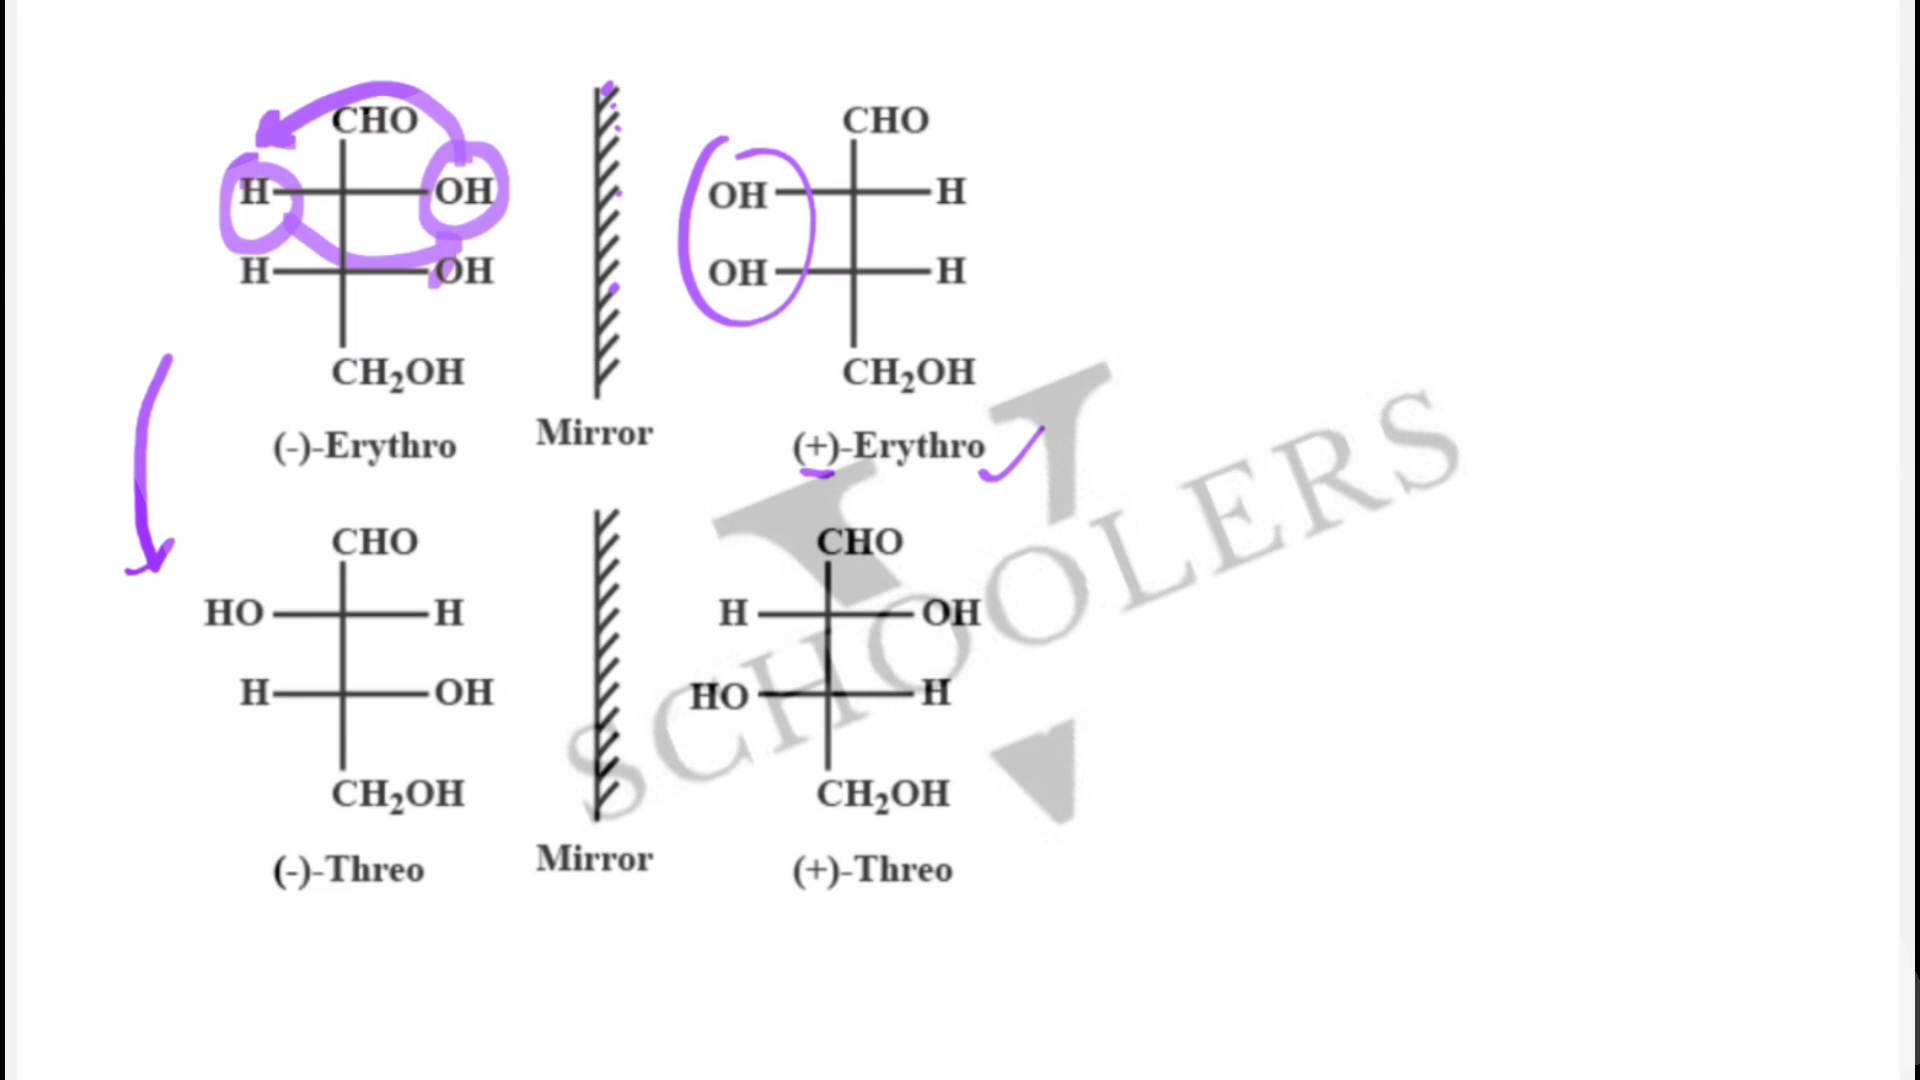 CHO CHO
H OH OH H
H OH OH H
CH₂OH CH₂OH
(-)-Erythro Mirror (+)-Erythro
CHO CHO
HO H H OH
H OH HO H
CH₂OH CH₂OH
(-)-Threo Mirror (+)-Threo
SCHOOLERS